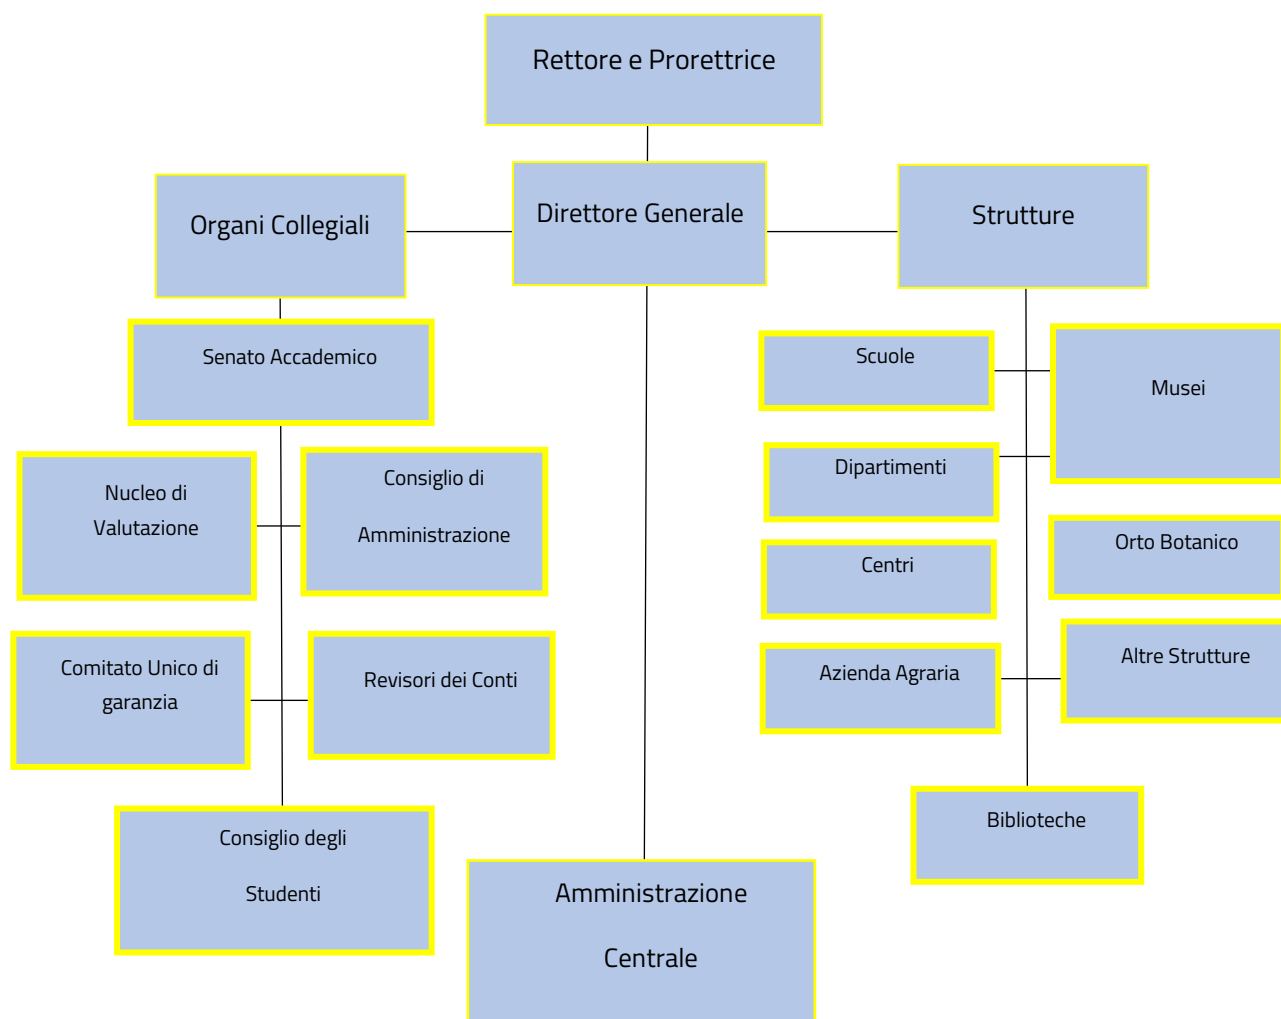 Rettore e Prorettrice
Organi Collegiali
Direttore Generale
Strutture
Senato Accademico
Nucleo di
Valutazione
Consiglio di
Amministrazione
Comitato Unico di
garanzia
Revisori dei Conti
Consiglio degli
Studenti
Amministrazione
Centrale
Scuole
Musei
Dipartimenti
Orto Botanico
Centri
Azienda Agraria
Altre Strutture
Biblioteche